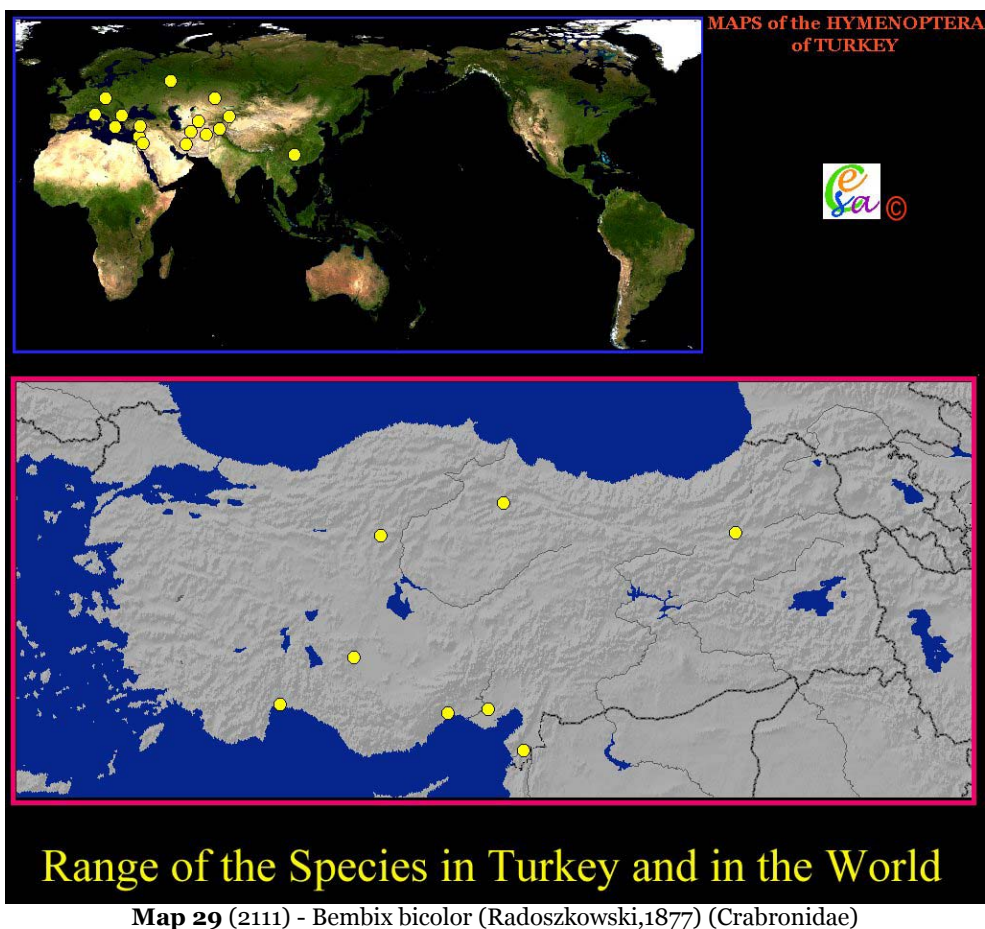 MAPS of the HYMENOPTERA
of TURKEY
Cesa ©
Range of the Species in Turkey and in the World
Map 29 (2111) - Bembix bicolor (Radoszkowski,1877) (Crabronidae)